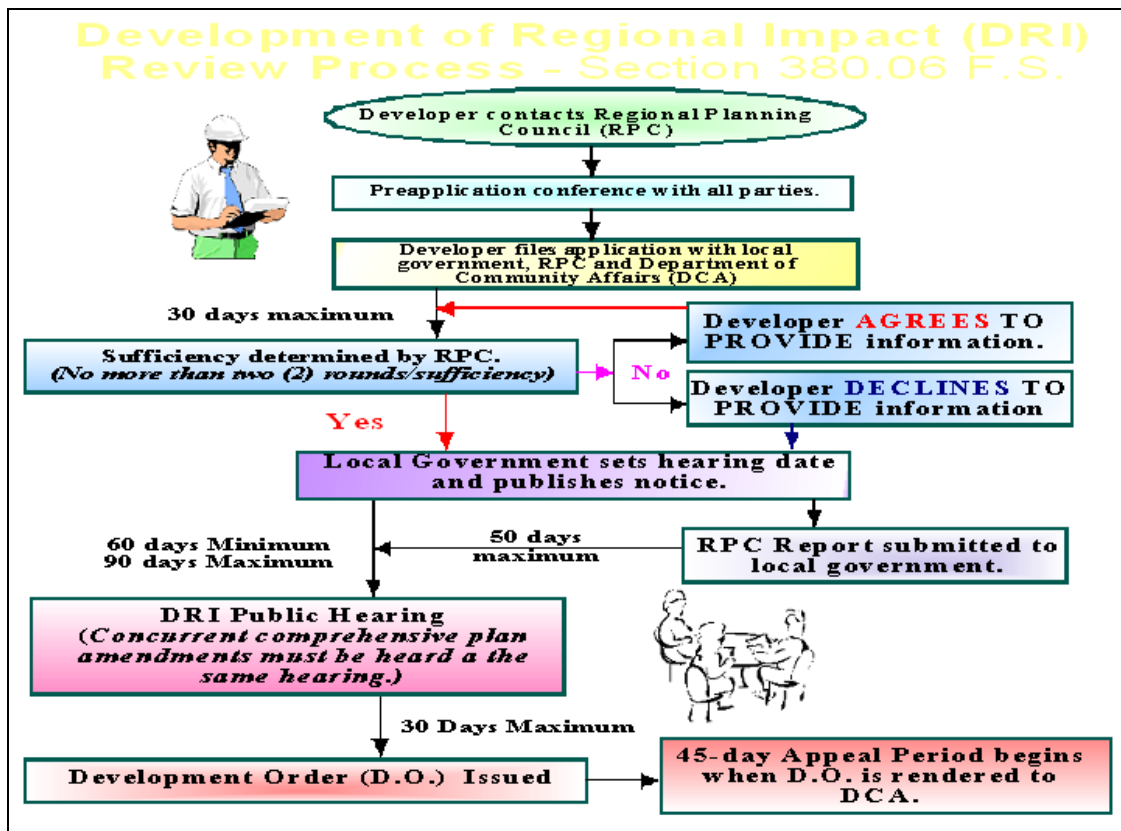 Development of Regional Impact (DRI)
Review Process - Section 380.06 F.S.
Developer contacts Regional Planning
Council (RPC)
Preapplication conference with all parties.
Developer files application with local
government, RPC and Department of
Community Affairs (DCA)
30 days maximum
Developer AGREES TO
PROVIDE information.
Sufficiency determined by RPC.
(No more than two (2) rounds/sufficiency)
No
Developer DECLINES TO
PROVIDE information
Yes
Local Government sets hearing date
and publishes notice.
60 days Minimum
90 days Maximum
50 days
maximum
RPC Report submitted to
local government.
DRI Public Hearing
(Concurrent comprehensive plan
amendments must be heard a the
same hearing.)
30 Days Maximum
Development Order (D.O.) Issued
45-day Appeal Period begins
when D.O. is rendered to
DCA.